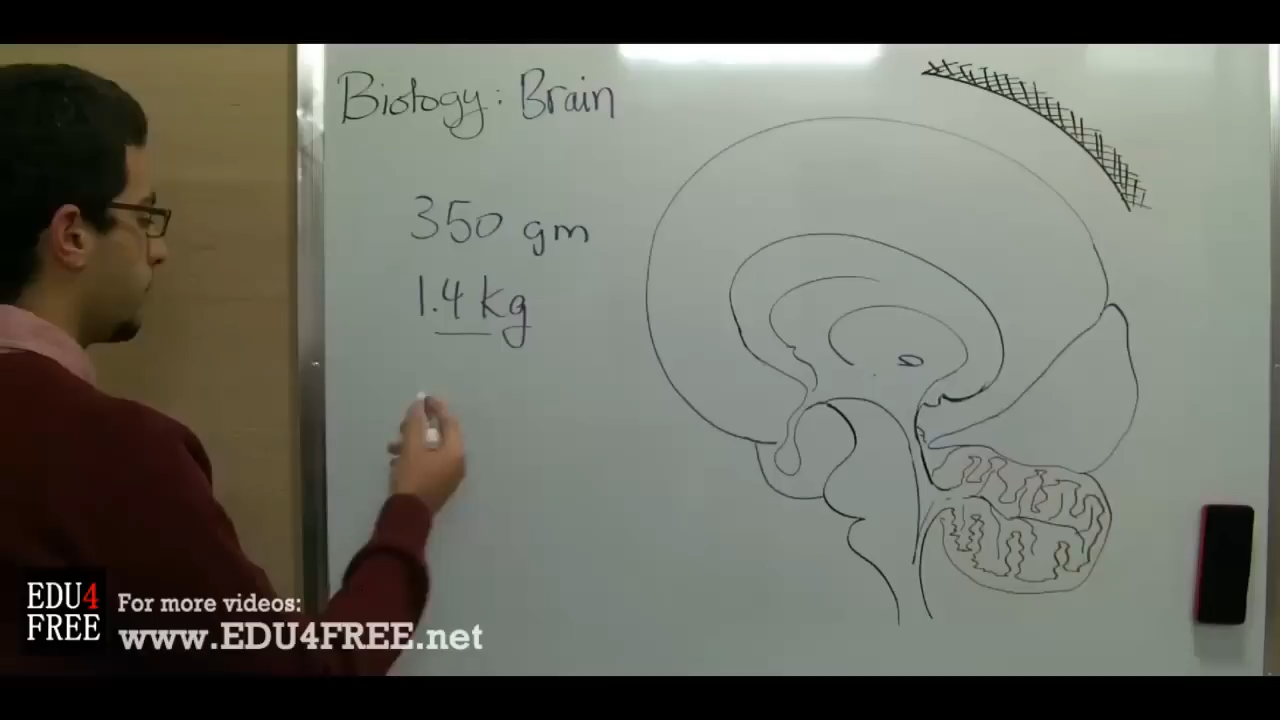 Biology: Brain
350 gm
1.4 kg
EDU4
FREE
For more videos:
www.EDU4FREE.net